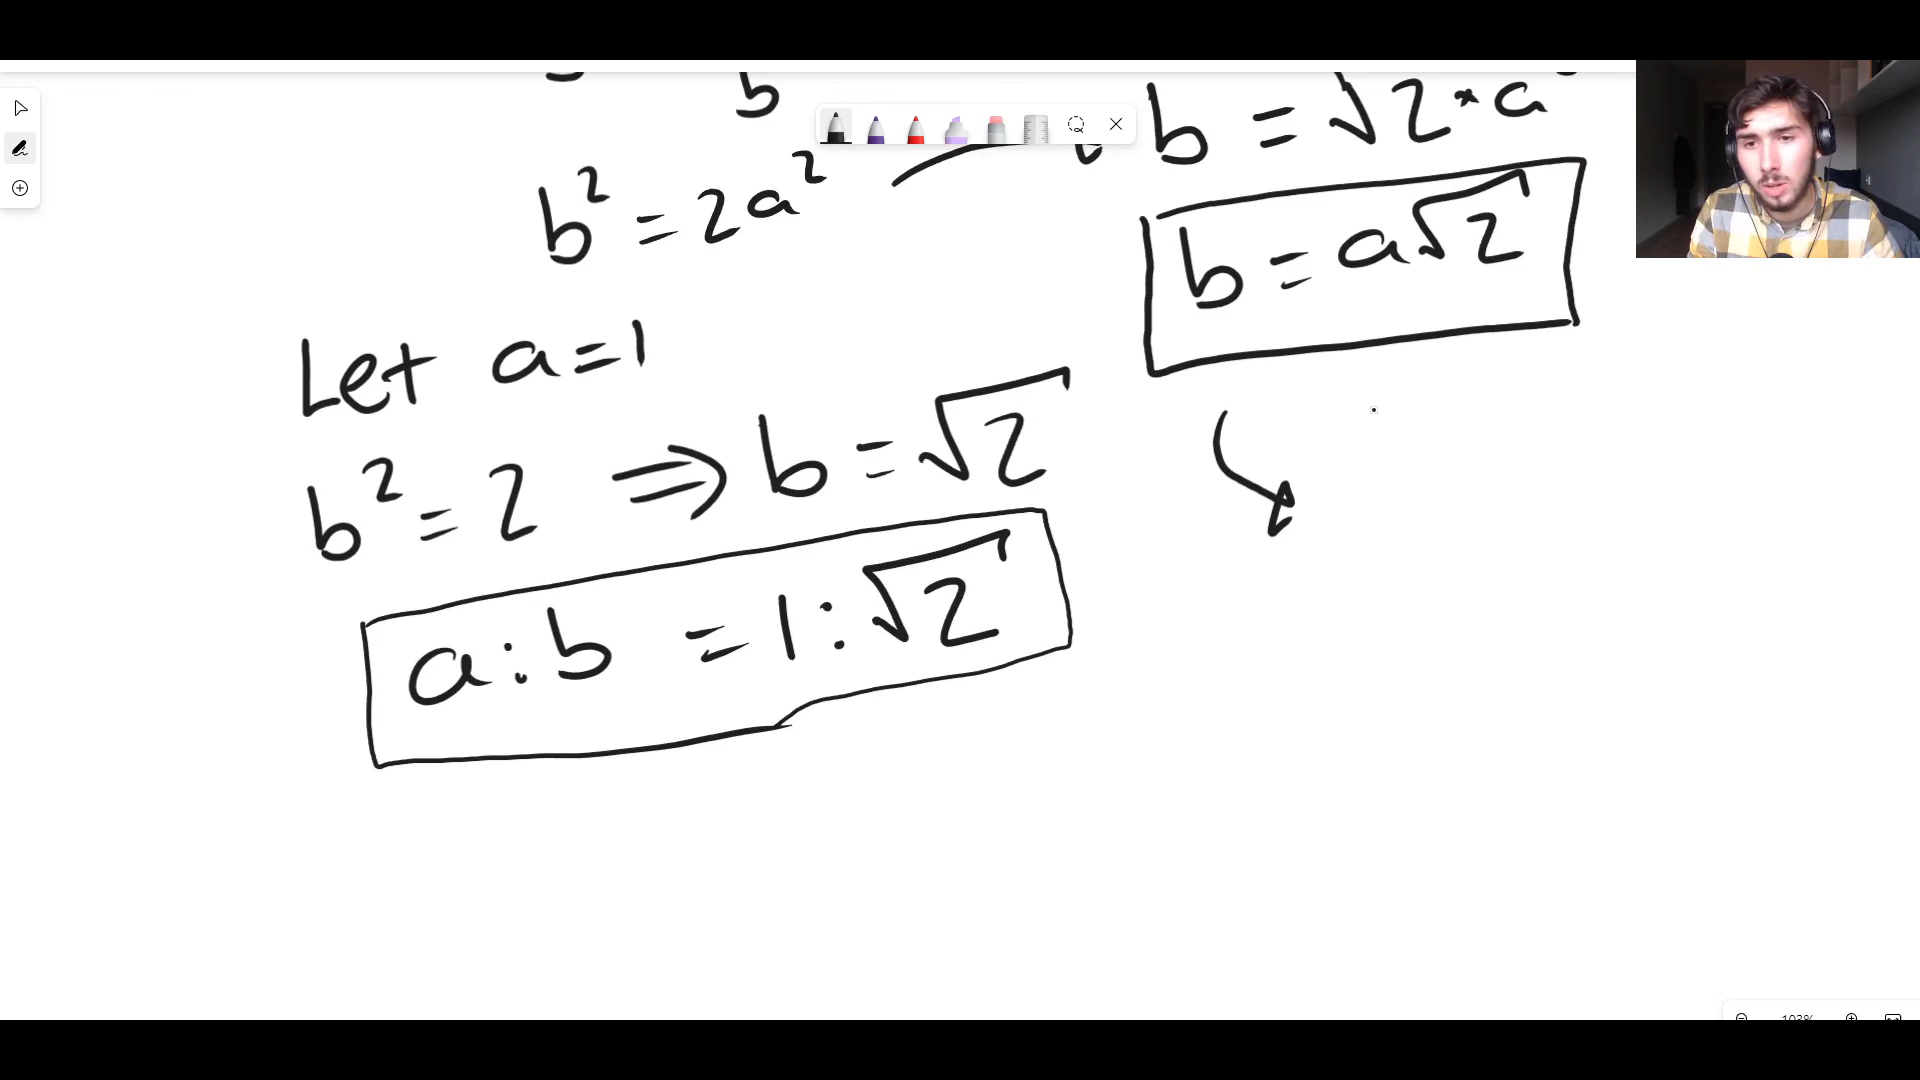 b
b² = 2a²
Let a=1
b² = 2 ⇒ b = √2
a : b = 1 : √2
b = √2*a
b = a√2